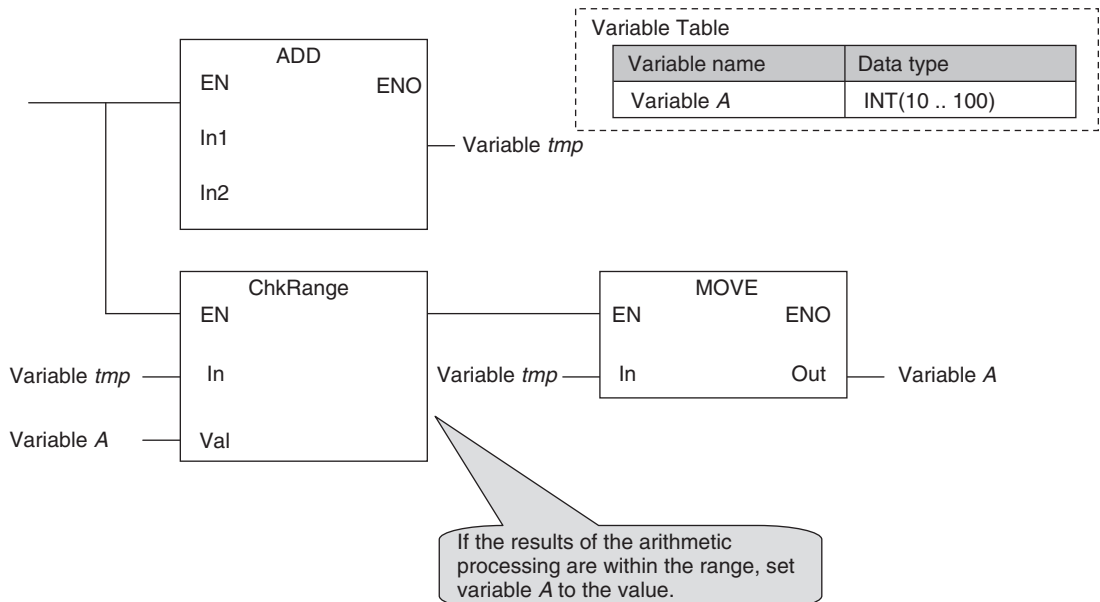 Variable Table
Variable name Data type
Variable A INT(10 .. 100)
ADD
EN ENO
In1
Variable tmp
In2
ChkRange
EN
Variable tmp In
Variable A Val
MOVE
EN ENO
Variable tmp In Out Variable A
If the results of the arithmetic
processing are within the range, set
variable A to the value.